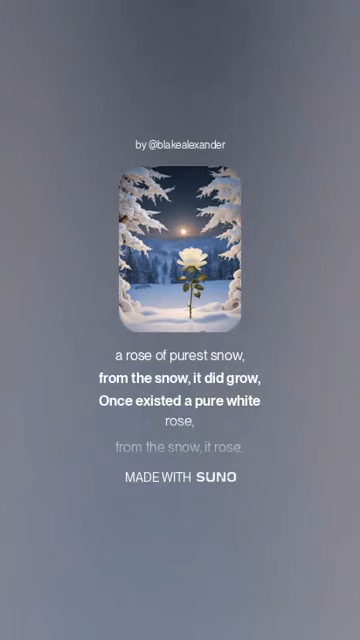 by @blakealexander
a rose of purest snow,
from the snow, it did grow,
Once existed a pure white
rose,
from the snow, it rose.
MADE WITH SUNO